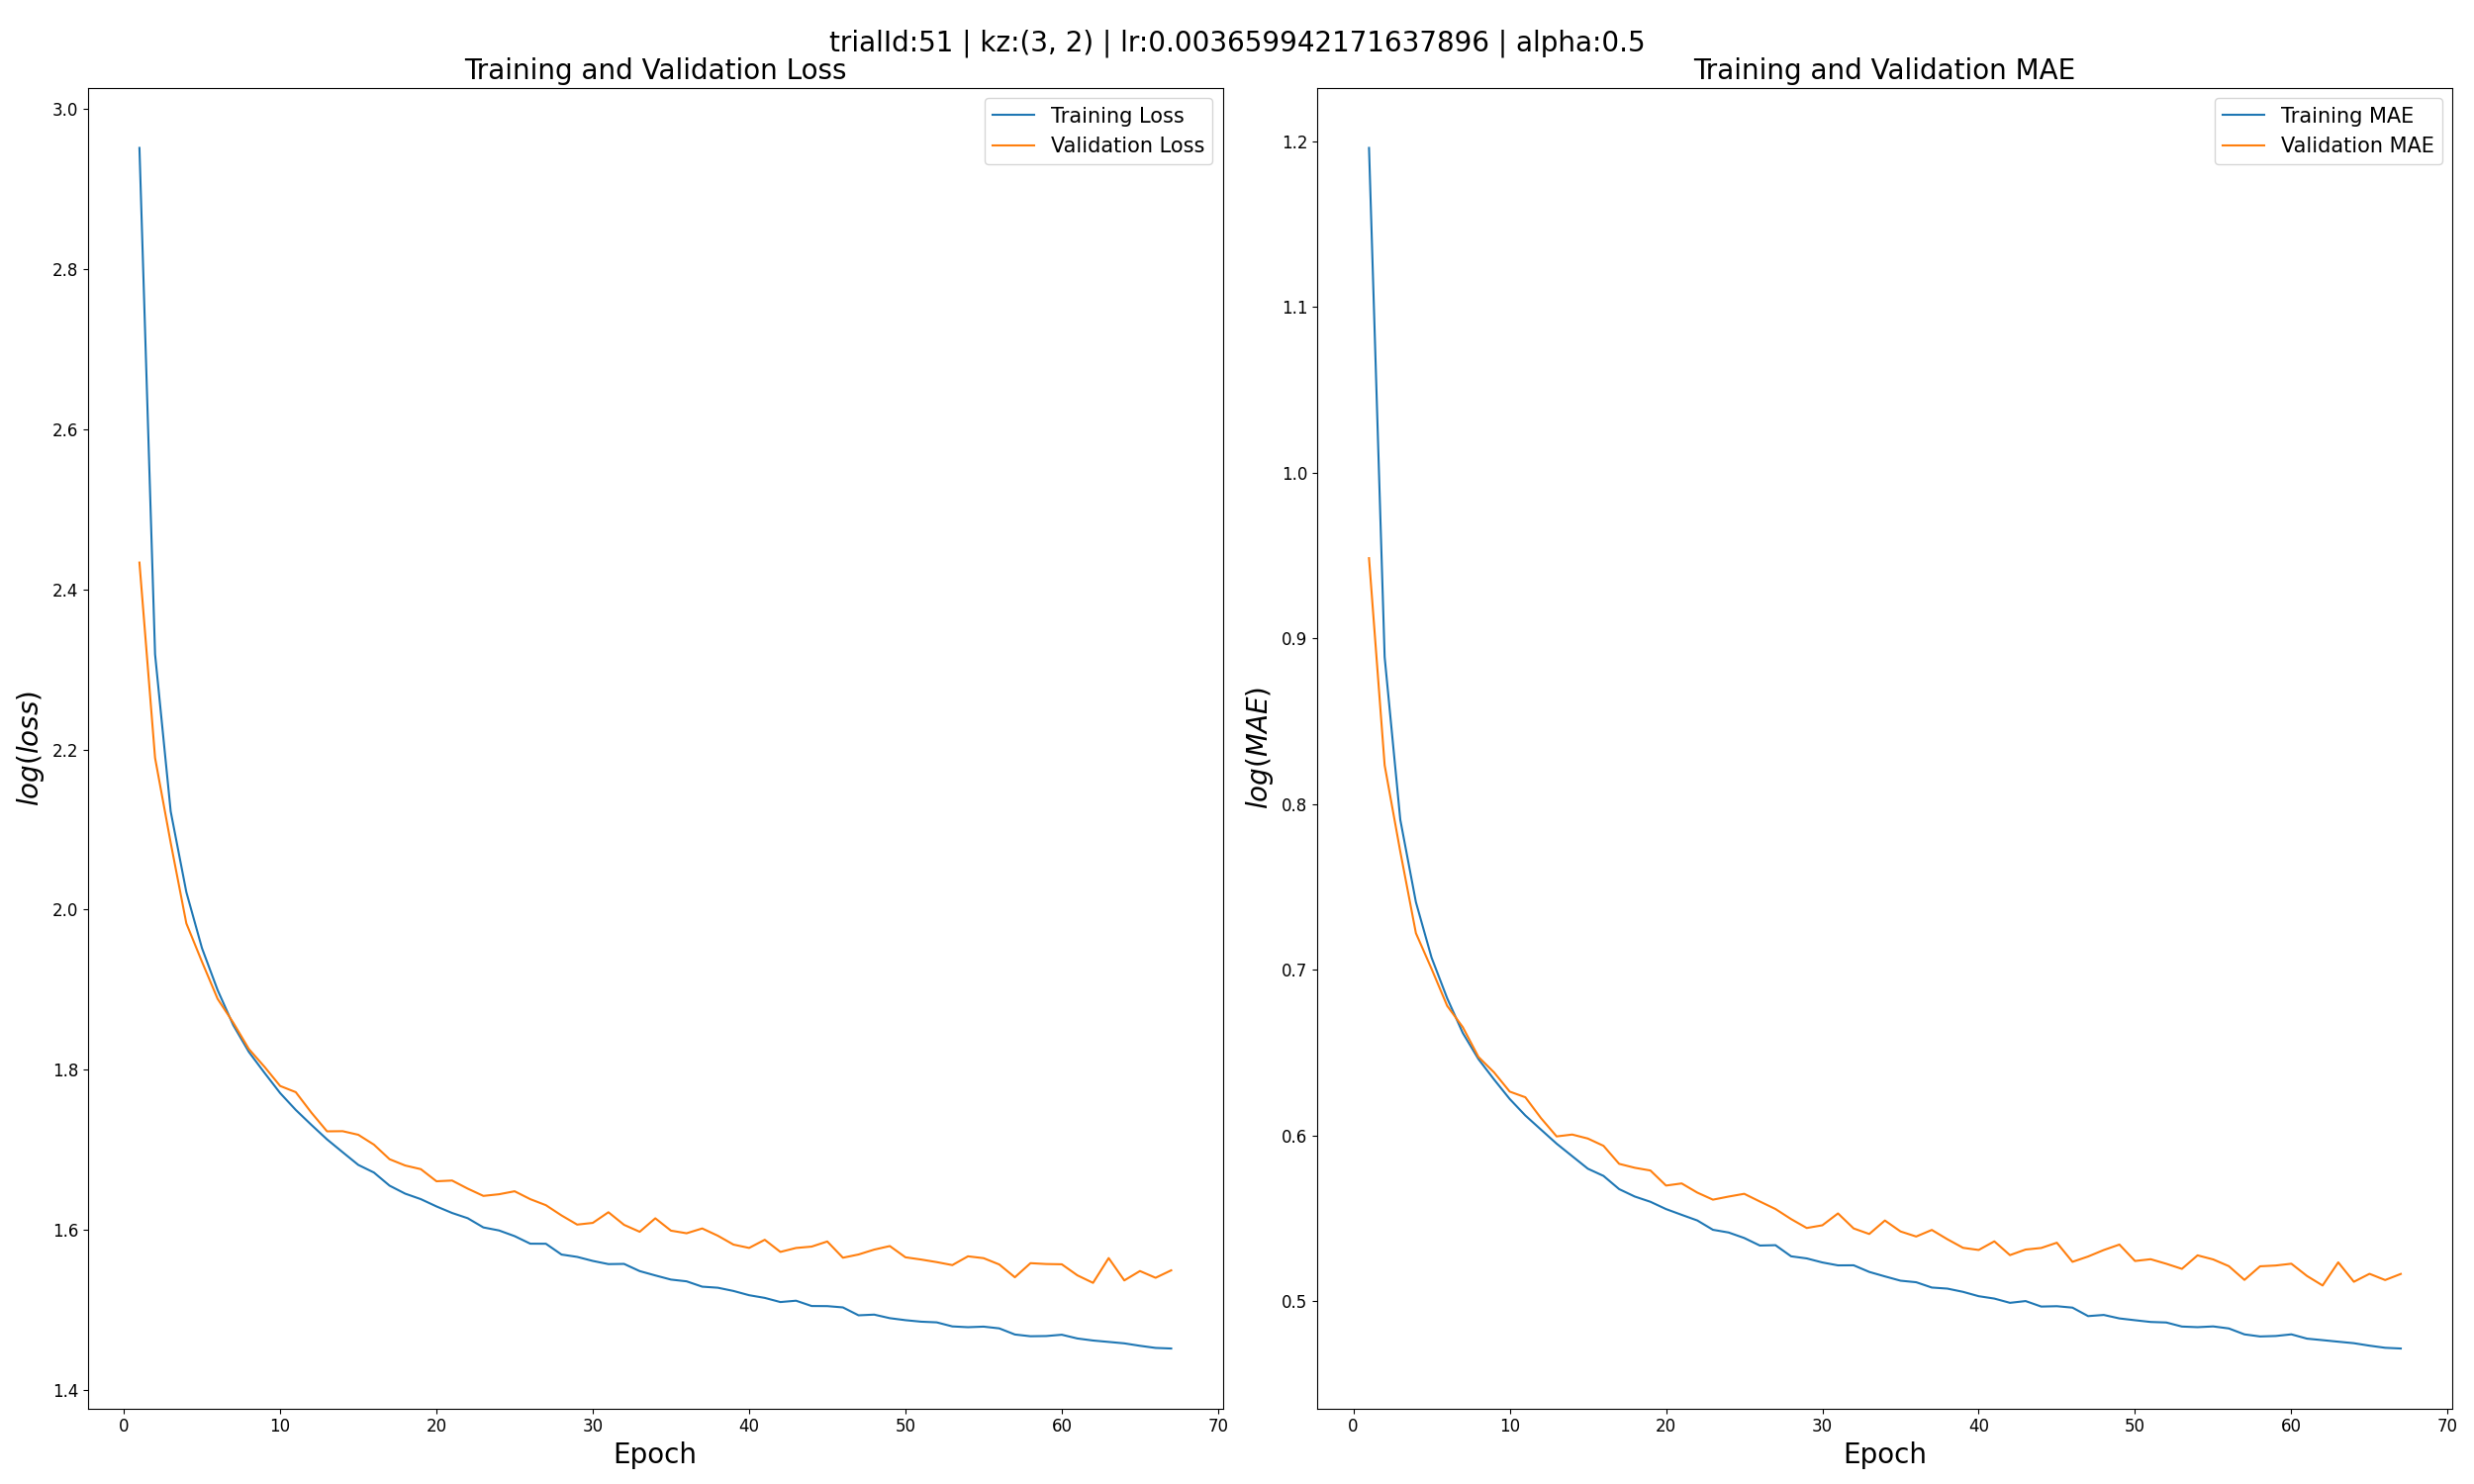 trialId:51 | kz:(3, 2) | lr:0.003659942171637896 | alpha:0.5
Training and Validation Loss
Training Loss
Validation Loss
3.0
2.8
2.6
2.4
2.2
2.0
1.8
1.6
1.4
log(loss)
0 10 20 30 40 50 60 70
Epoch
Training and Validation MAE
Training MAE
Validation MAE
1.2
1.1
1.0
0.9
0.8
0.7
0.6
0.5
log(MAE)
0 10 20 30 40 50 60 70
Epoch